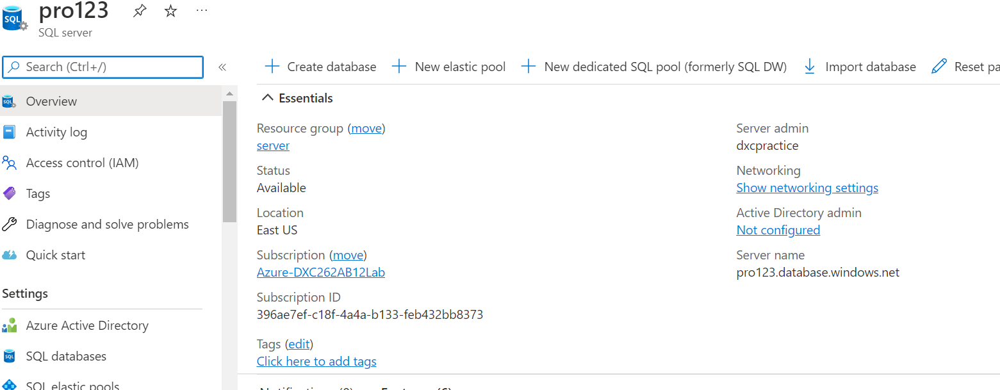 pro123
SQL server
Search (Ctrl+/)
Overview
Activity log
Access control (IAM)
Tags
Diagnose and solve problems
Quick start
Settings
Azure Active Directory
SQL databases
SQL elastic pools
Create database
New elastic pool
New dedicated SQL pool (formerly SQL DW)
Import database
Reset pa
Essentials
Resource group (move)
server
Status
Available
Location
East US
Subscription (move)
Azure-DXC262AB12Lab
Subscription ID
396ae7ef-c18f-4a4a-b133-feb432bb8373
Tags (edit)
Click here to add tags
Server admin
dxcpractice
Networking
Show networking settings
Active Directory admin
Not configured
Server name
pro123.database.windows.net